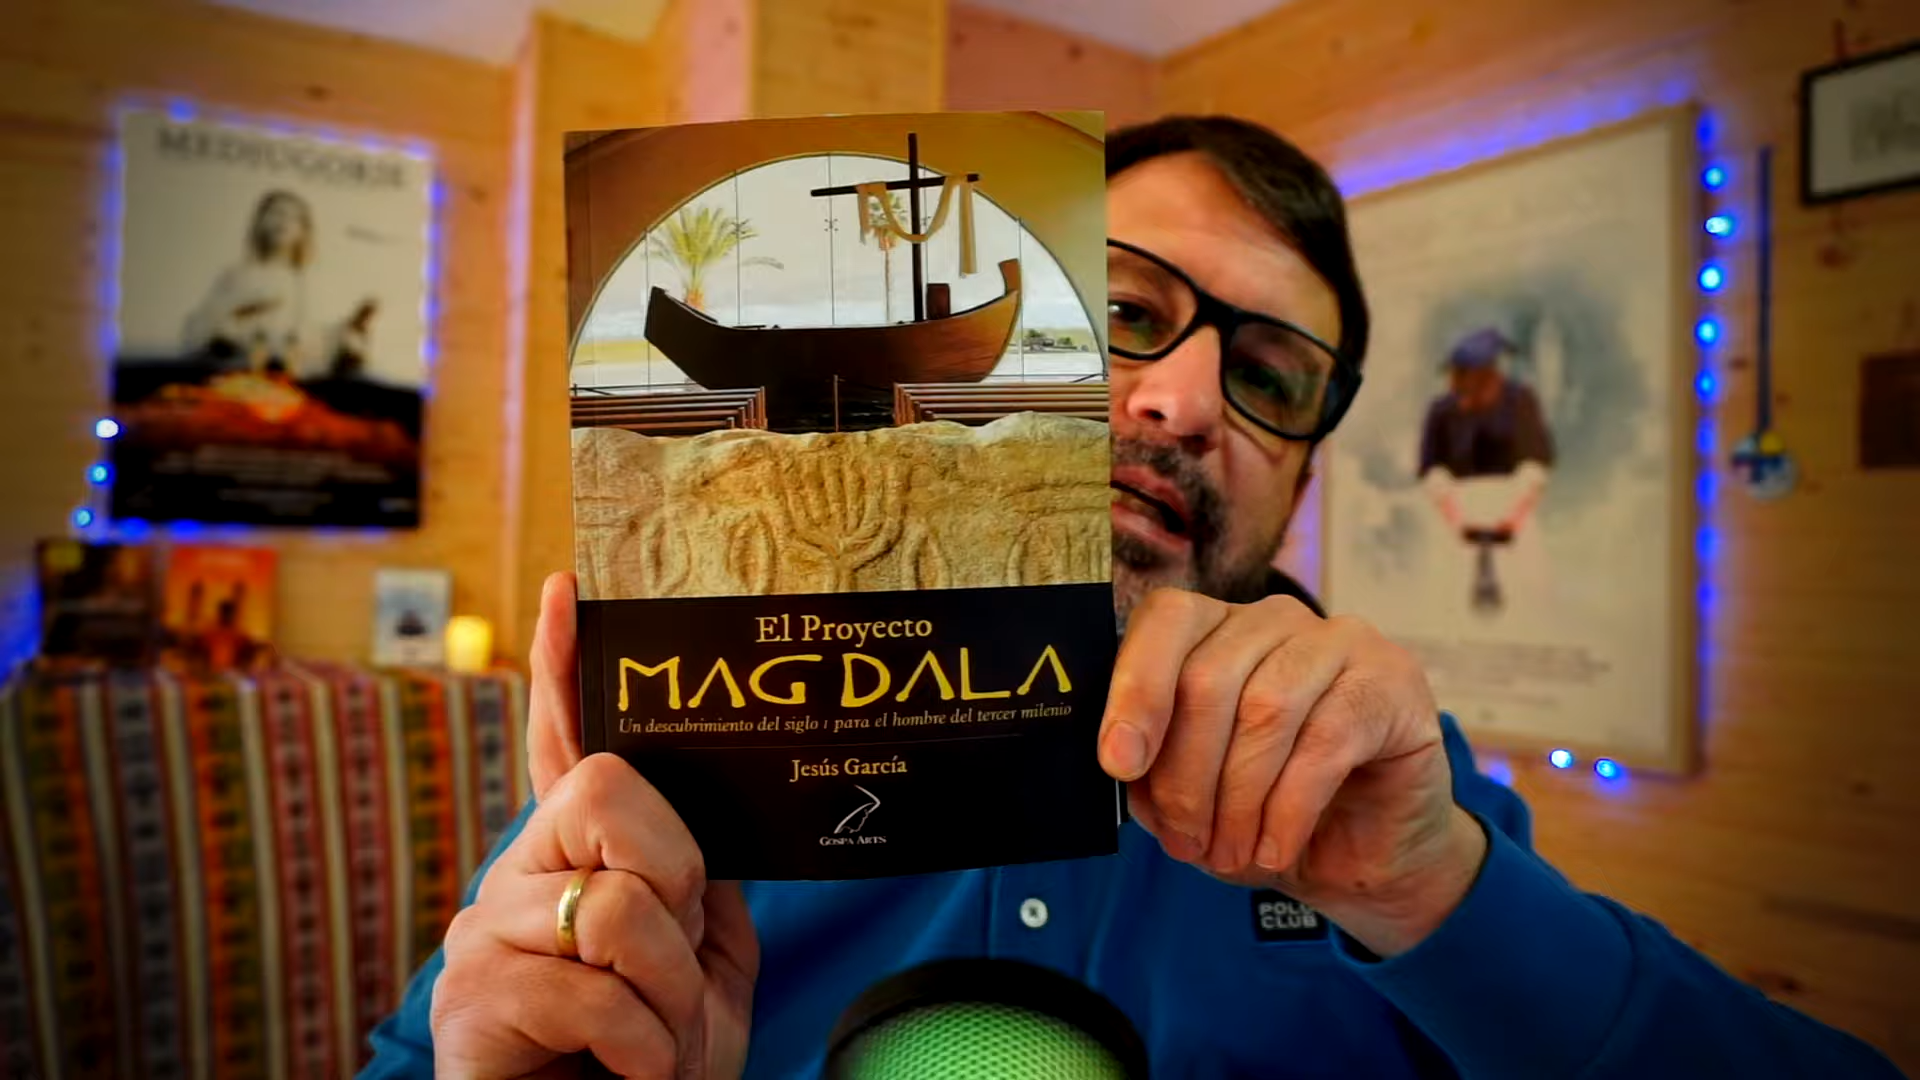 MEDJUGORJE
El Proyecto
MAGDALA
Un descubrimiento del siglo I para el hombre del tercer milenio
Jesús García
GOSPA ARTS
POLO
CLUB